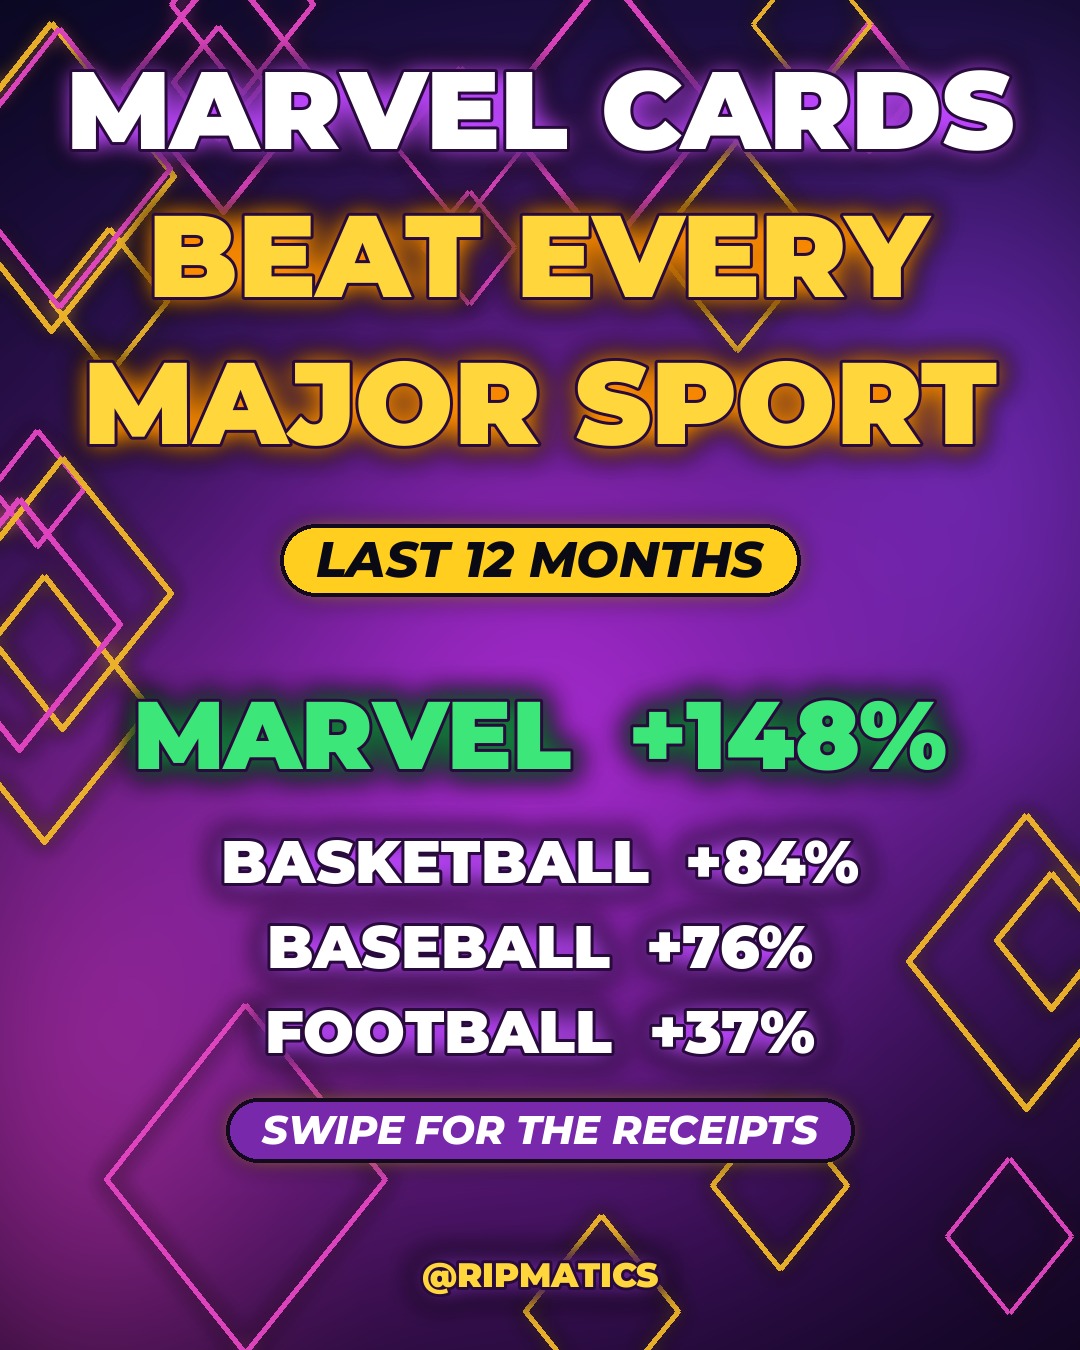 MARVEL CARDS
BEAT EVERY
MAJOR SPORT
LAST 12 MONTHS
MARVEL +148%
BASKETBALL +84%
BASEBALL +76%
FOOTBALL +37%
SWIPE FOR THE RECEIPTS
@RIPMATICS